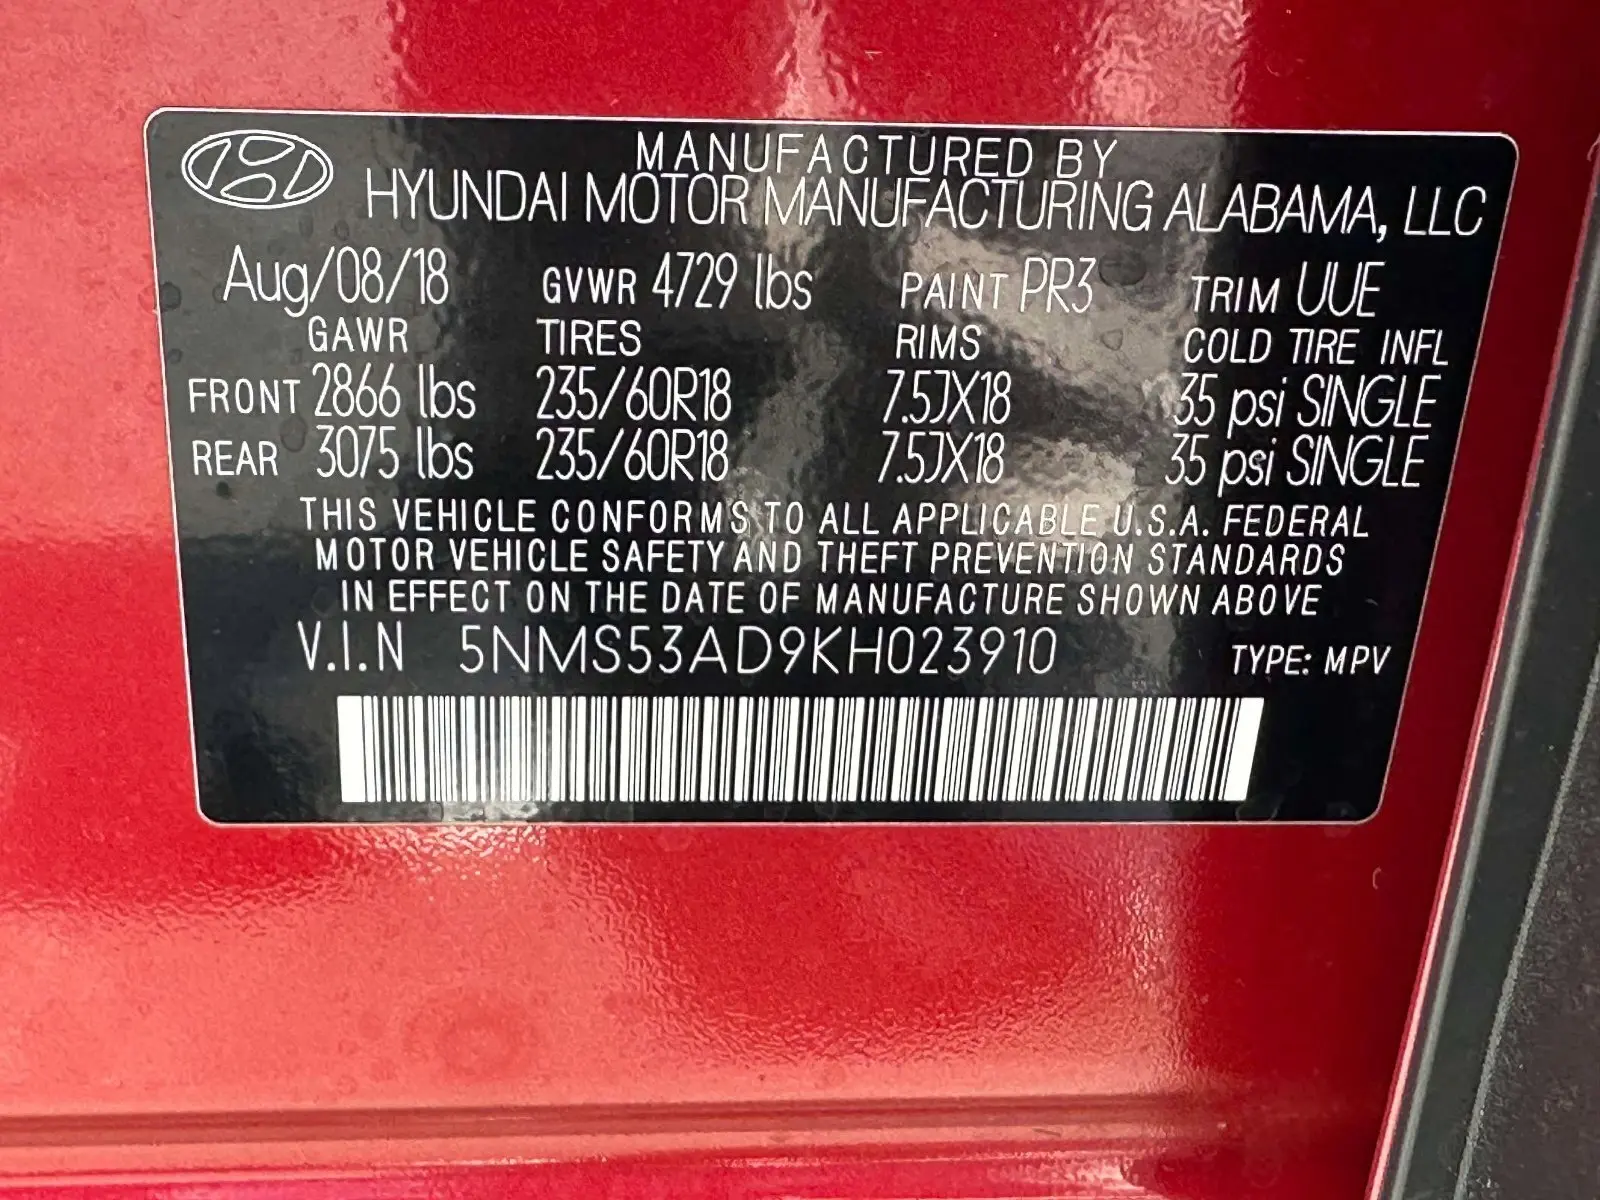 MANUFACTURED BY
HYUNDAI MOTOR MANUFACTURING ALABAMA, LLC
Aug/08/18 GVWR 4729 lbs PAINT PR3 TRIM UUE
GAWR TIRES RIMS COLD TIRE INFL
FRONT 2866 lbs 235/60R18 7.5JX18 35 psi SINGLE
REAR 3075 lbs 235/60R18 7.5JX18 35 psi SINGLE
THIS VEHICLE CONFORMS TO ALL APPLICABLE U.S.A. FEDERAL
MOTOR VEHICLE SAFETY AND THEFT PREVENTION STANDARDS
IN EFFECT ON THE DATE OF MANUFACTURE SHOWN ABOVE
V.I.N 5NMS53AD9KH023910 TYPE: MPV